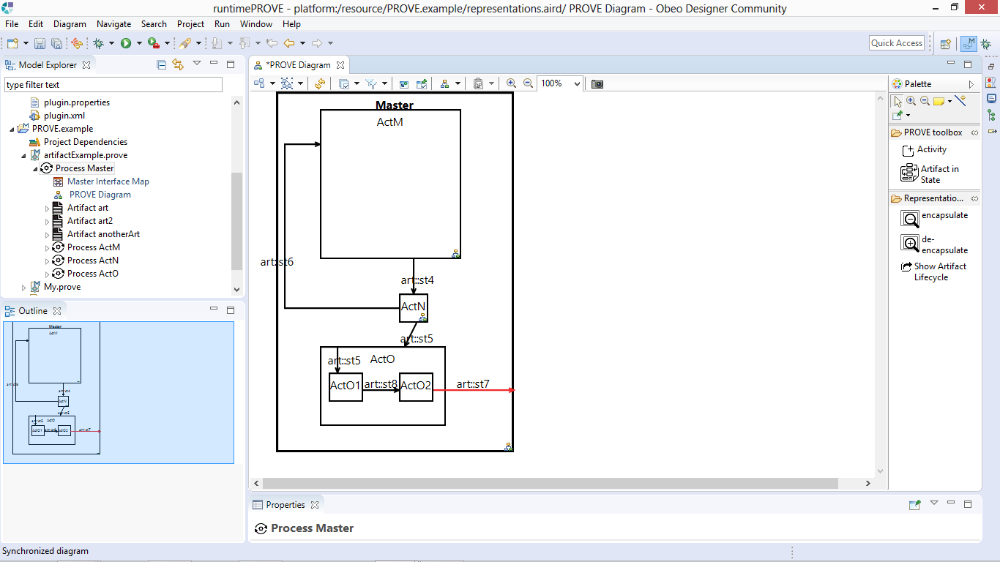 runtimePROVE - platform:/resource/PROVE.example/representations.aird/ PROVE Diagram - Obeo Designer Community
File Edit Diagram Navigate Search Project Run Window Help
Quick Access
Model Explorer
type filter text
plugin.properties
plugin.xml
PROVE.example
Project Dependencies
artifactExample.prove
Process Master
Master Interface Map
PROVE Diagram
Artifact art
Artifact art2
Artifact anotherArt
Process ActM
Process ActN
Process ActO
My.prove
Outline
Master
ActM
ActN
ActO
*PROVE Diagram
100%
Master
ActM
art::st6
art::st4
ActN
art::st5
art::st5 ActO
ActO1 art::st8 ActO2 art::st7
Palette
PROVE toolbox
Activity
Artifact in
State
Representatio...
encapsulate
de-
encapsulate
Show Artifact
Lifecycle
Properties
Process Master
Synchronized diagram